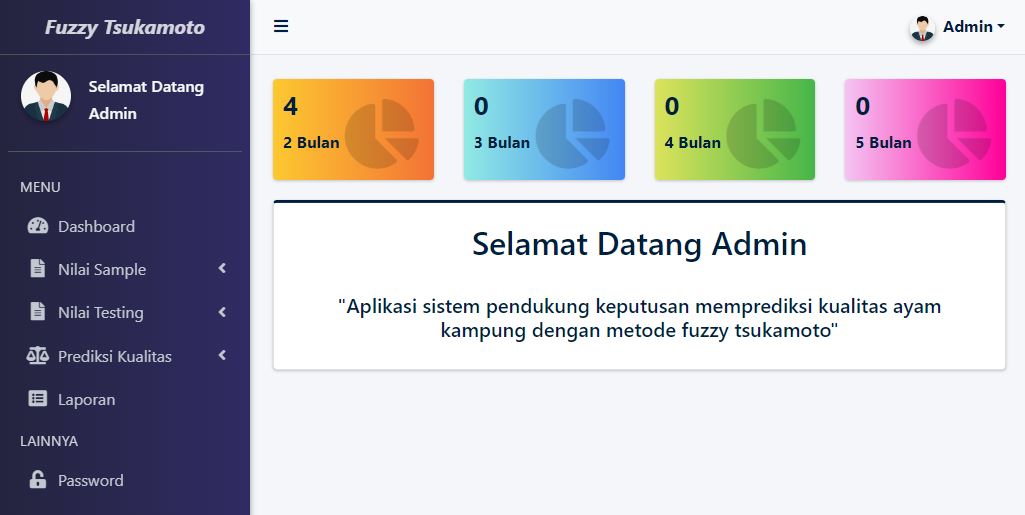 Fuzzy Tsukamoto
Selamat Datang
Admin
MENU
Dashboard
Nilai Sample
Nilai Testing
Prediksi Kualitas
Laporan
LAINNYA
Password
Admin
4
2 Bulan
0
3 Bulan
0
4 Bulan
0
5 Bulan
Selamat Datang Admin
"Aplikasi sistem pendukung keputusan memprediksi kualitas ayam
kampung dengan metode fuzzy tsukamoto"